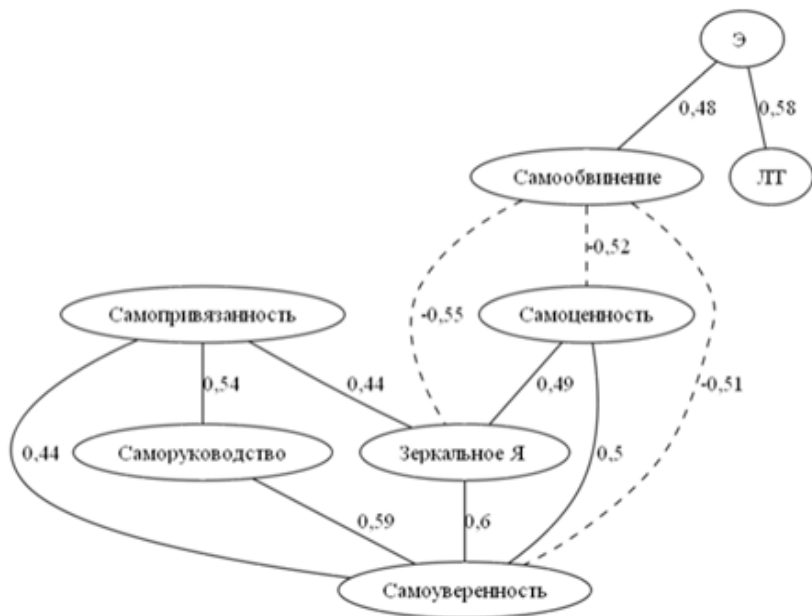 Э
0,48
0,58
Самообвинение
ЛТ
-0,52
-0,55
Самопривязанность
Самоценность
-0,51
0,54
0,44
0,49
0,44
Саморуководство
Зеркальное Я
0,5
0,59
0,6
Самоуверенность